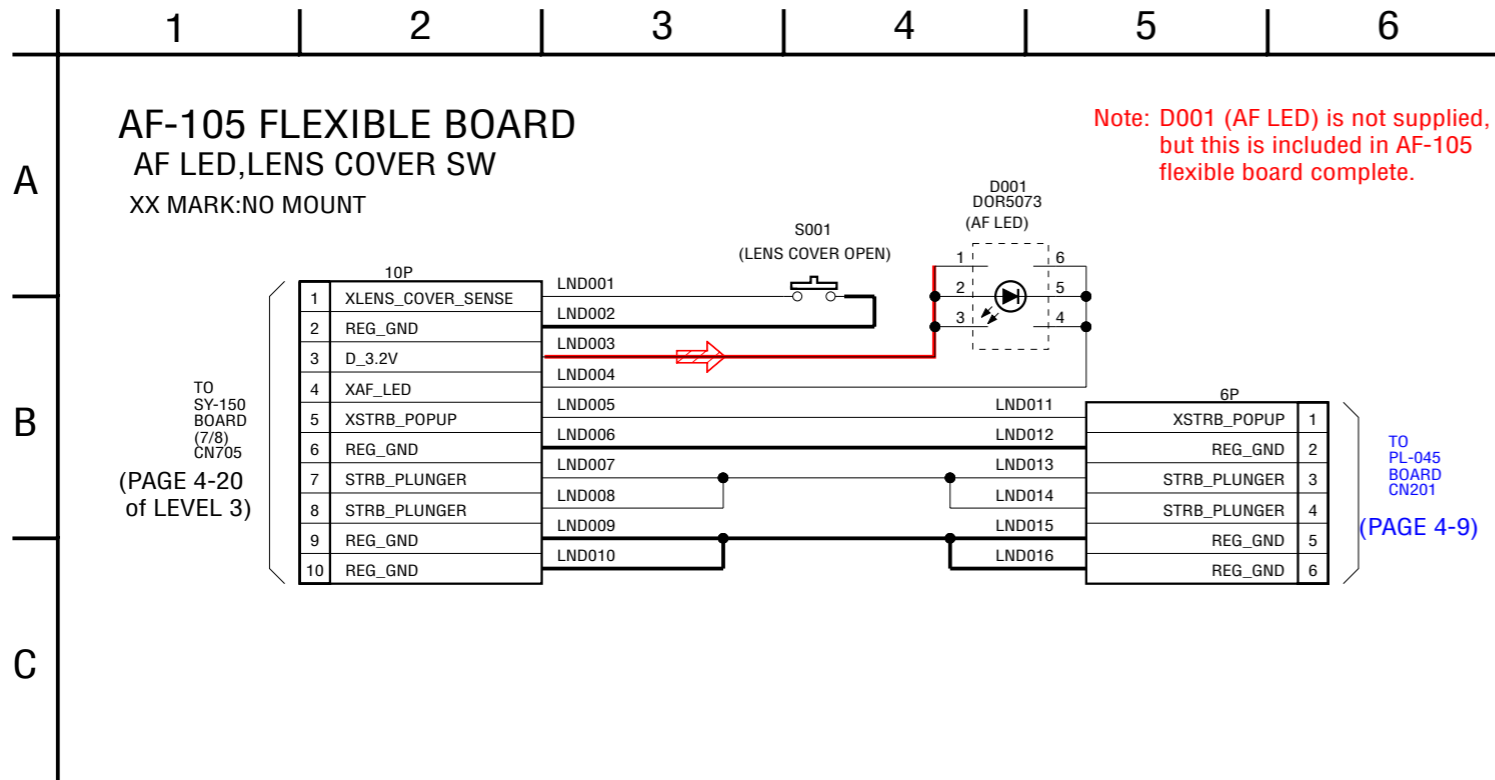 1 2 3 4 5 6
A
B
C
AF-105 FLEXIBLE BOARD
AF LED,LENS COVER SW
XX MARK:NO MOUNT
Note: D001 (AF LED) is not supplied,
but this is included in AF-105
flexible board complete.
D001
DOR5073
(AF LED)
1 6
2 5
3 4
S001
(LENS COVER OPEN)
10P
1 XLENS_COVER_SENSE LND001
2 REG_GND LND002
3 D_3.2V LND003
4 XAF_LED LND004
5 XSTRB_POPUP LND005
6 REG_GND LND006
7 STRB_PLUNGER LND007
8 STRB_PLUNGER LND008
9 REG_GND LND009
10 REG_GND LND010
TO
SY-150
BOARD
(7/8)
CN705
(PAGE 4-20
of LEVEL 3)
6P
LND011 XSTRB_POPUP 1
LND012 REG_GND 2
LND013 STRB_PLUNGER 3
LND014 STRB_PLUNGER 4
LND015 REG_GND 5
LND016 REG_GND 6
TO
PL-045
BOARD
CN201
(PAGE 4-9)